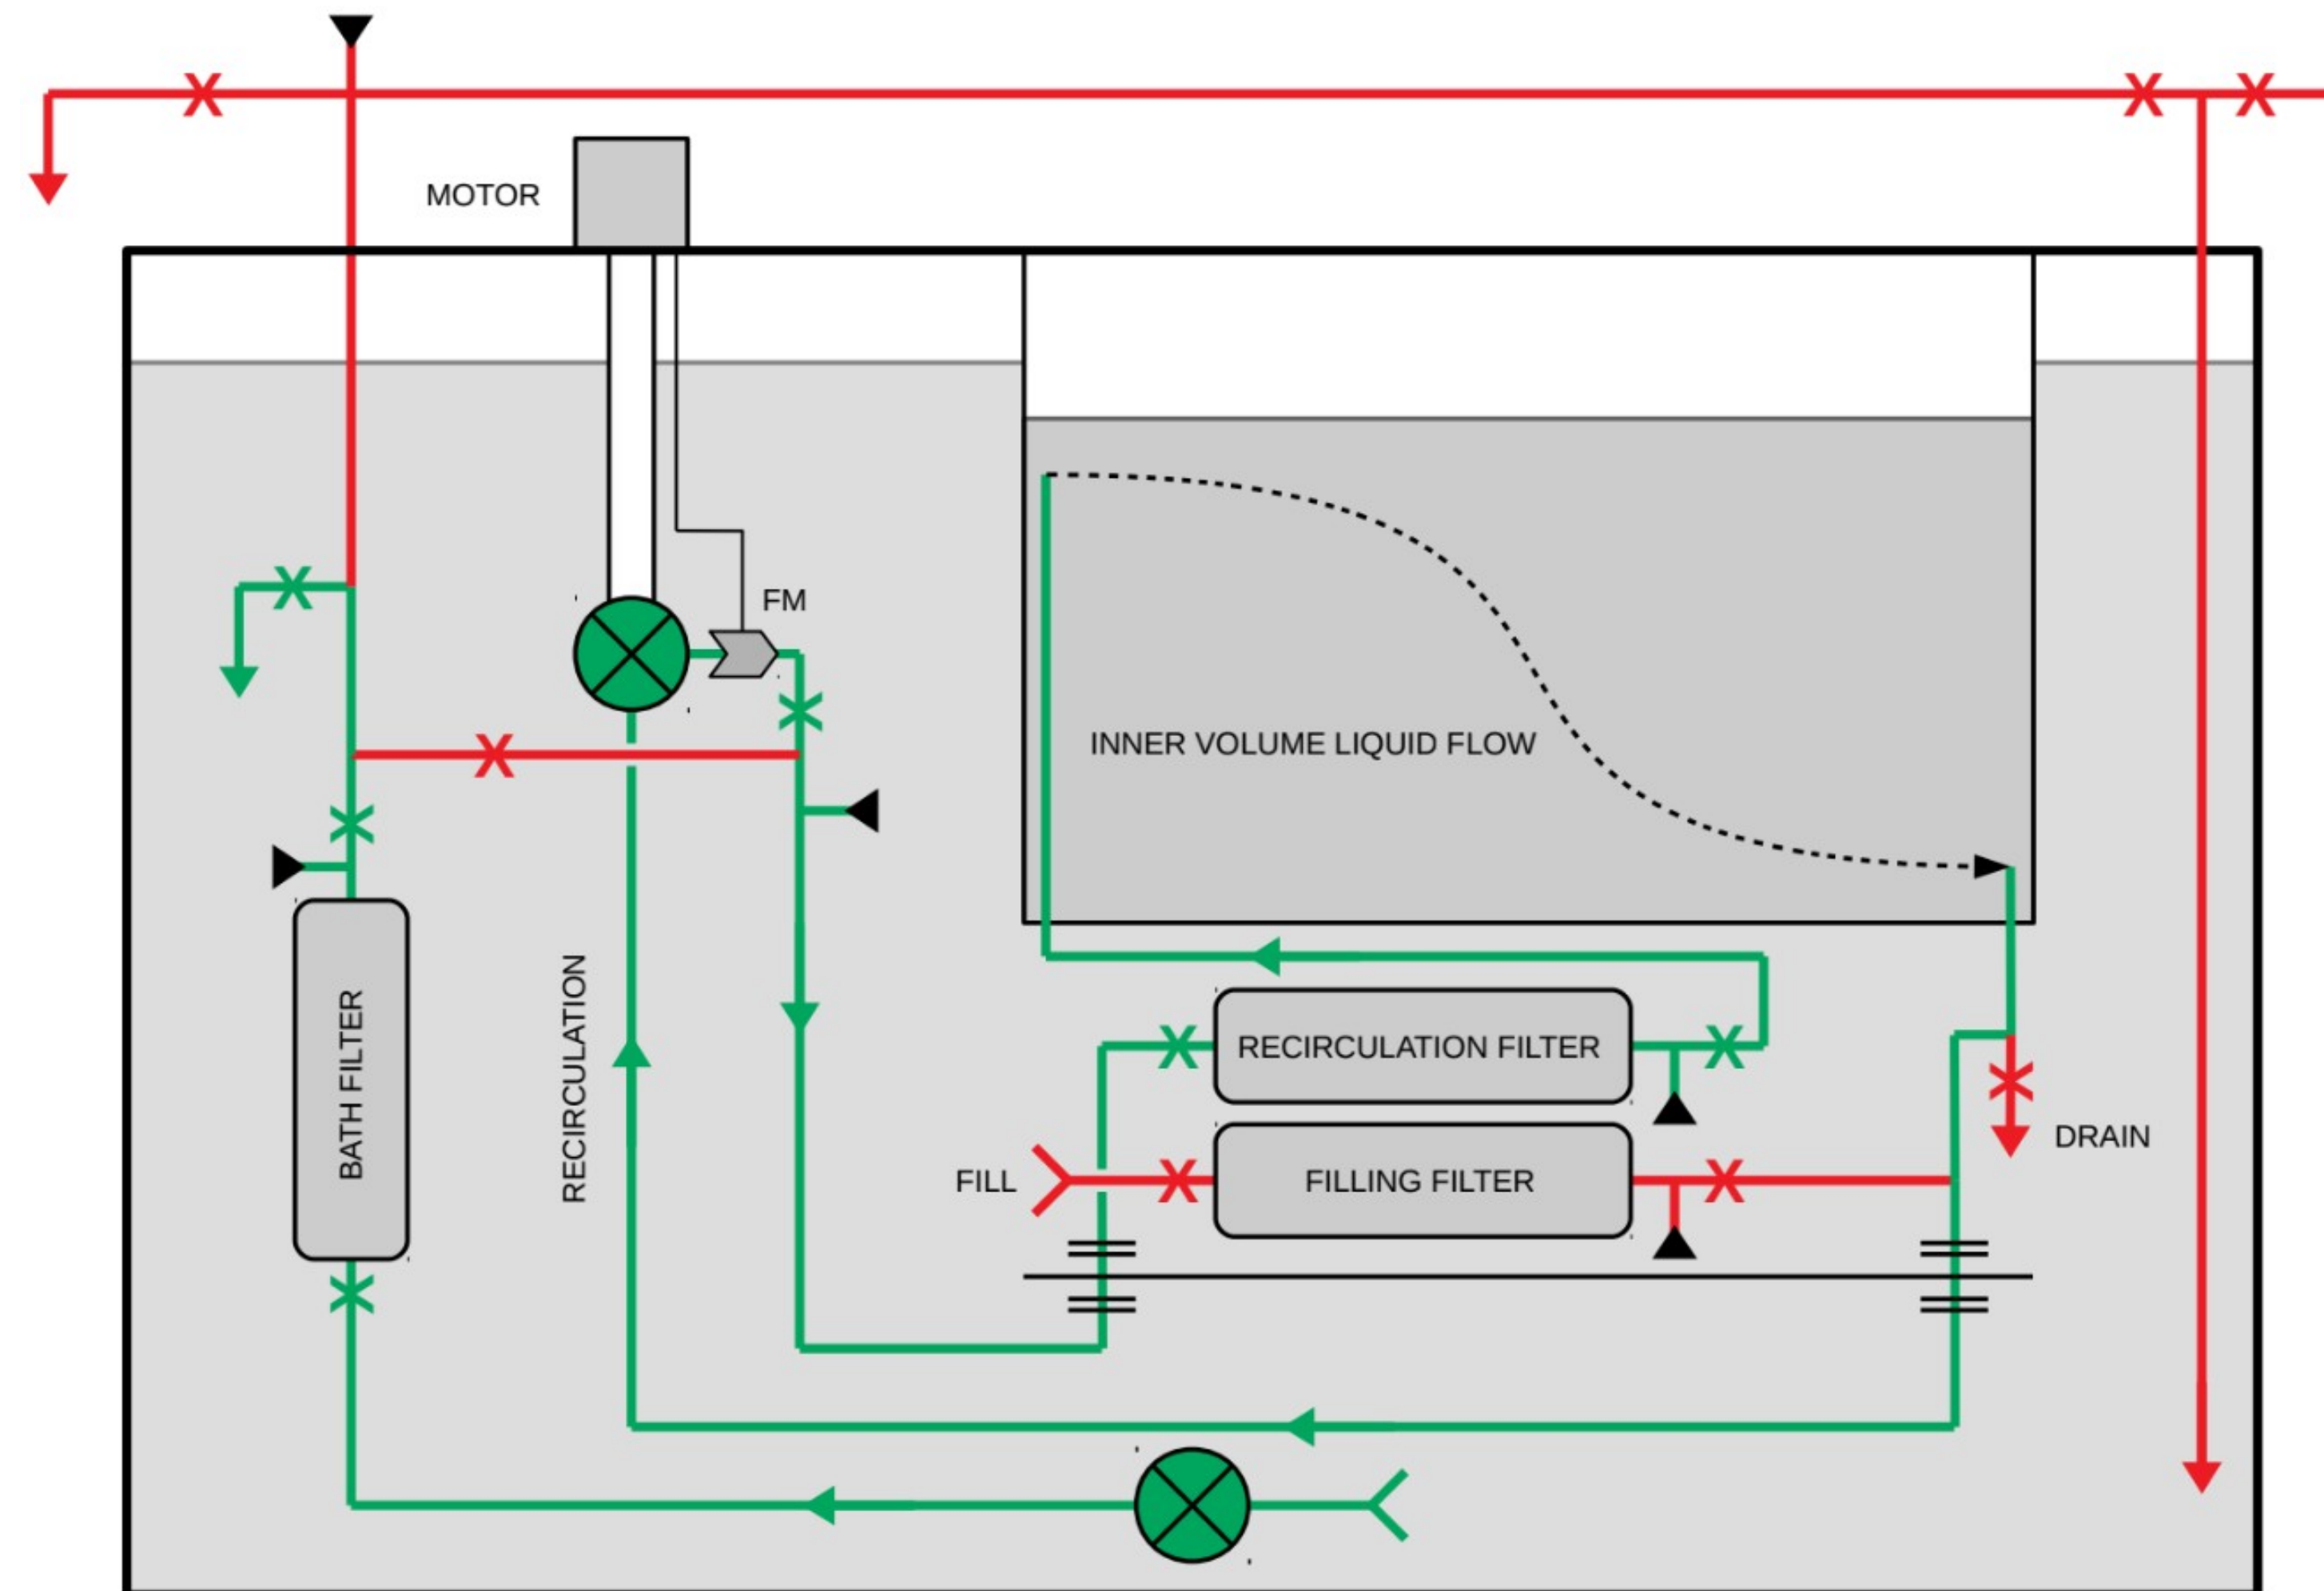 MOTOR
FM
INNER VOLUME LIQUID FLOW
BATH FILTER
RECIRCULATION
RECIRCULATION FILTER
FILL
FILLING FILTER
DRAIN